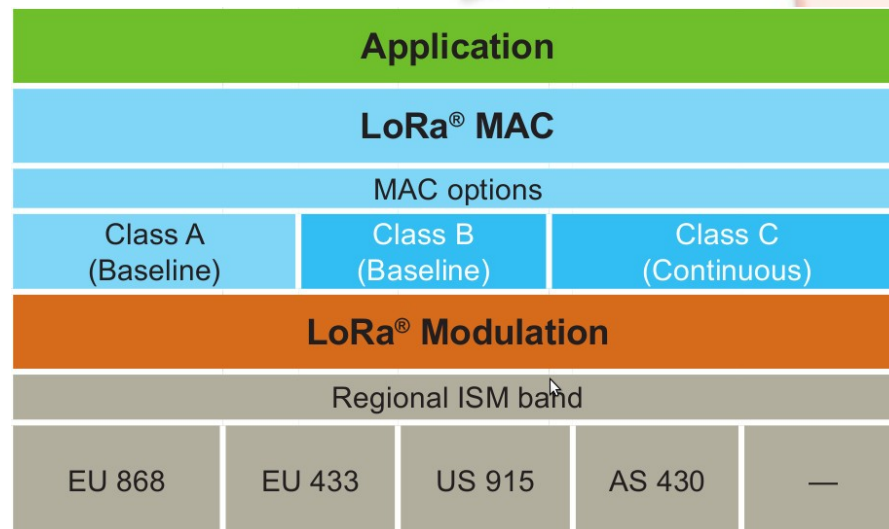 Application
LoRa® MAC
MAC options
Class A
(Baseline)
Class B
(Baseline)
Class C
(Continuous)
LoRa® Modulation
Regional ISM band
EU 868
EU 433
US 915
AS 430
—